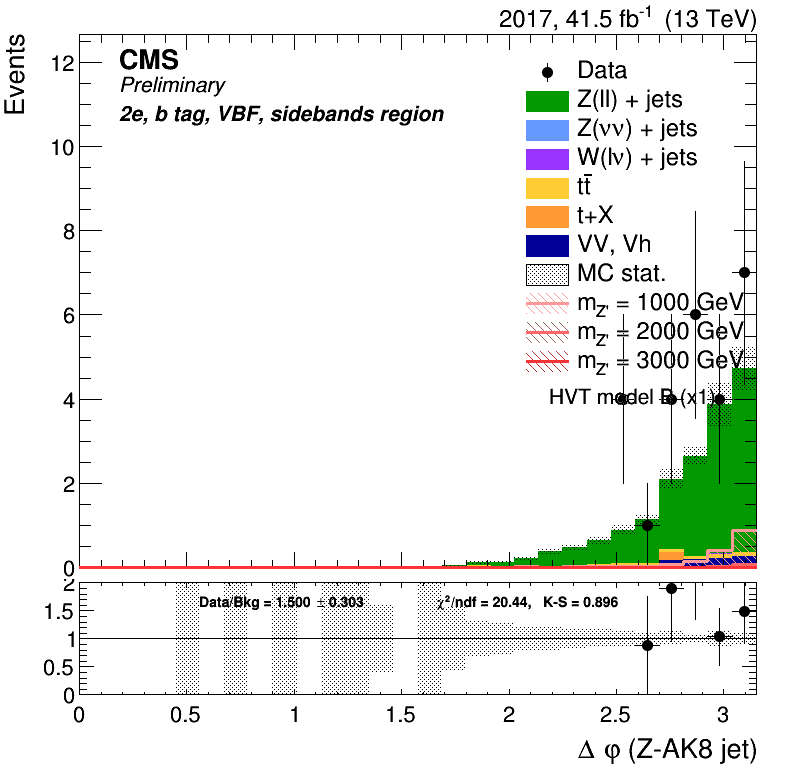 2017, 41.5 fb⁻¹ (13 TeV)
Events
CMS
Preliminary
2e, b tag, VBF, sidebands region
Data
Z(ll) + jets
Z(νν) + jets
W(lν) + jets
tt̄
t+X
VV, Vh
MC stat.
m_Z' = 1000 GeV
m_Z' = 2000 GeV
m_Z' = 3000 GeV
HVT model B (x1)
12
10
8
6
4
2
0
Data/Bkg = 1.500 ± 0.303
χ²/ndf = 20.44, K-S = 0.896
2
1.5
1
0.5
0
0 0.5 1 1.5 2 2.5 3
Δ φ (Z-AK8 jet)